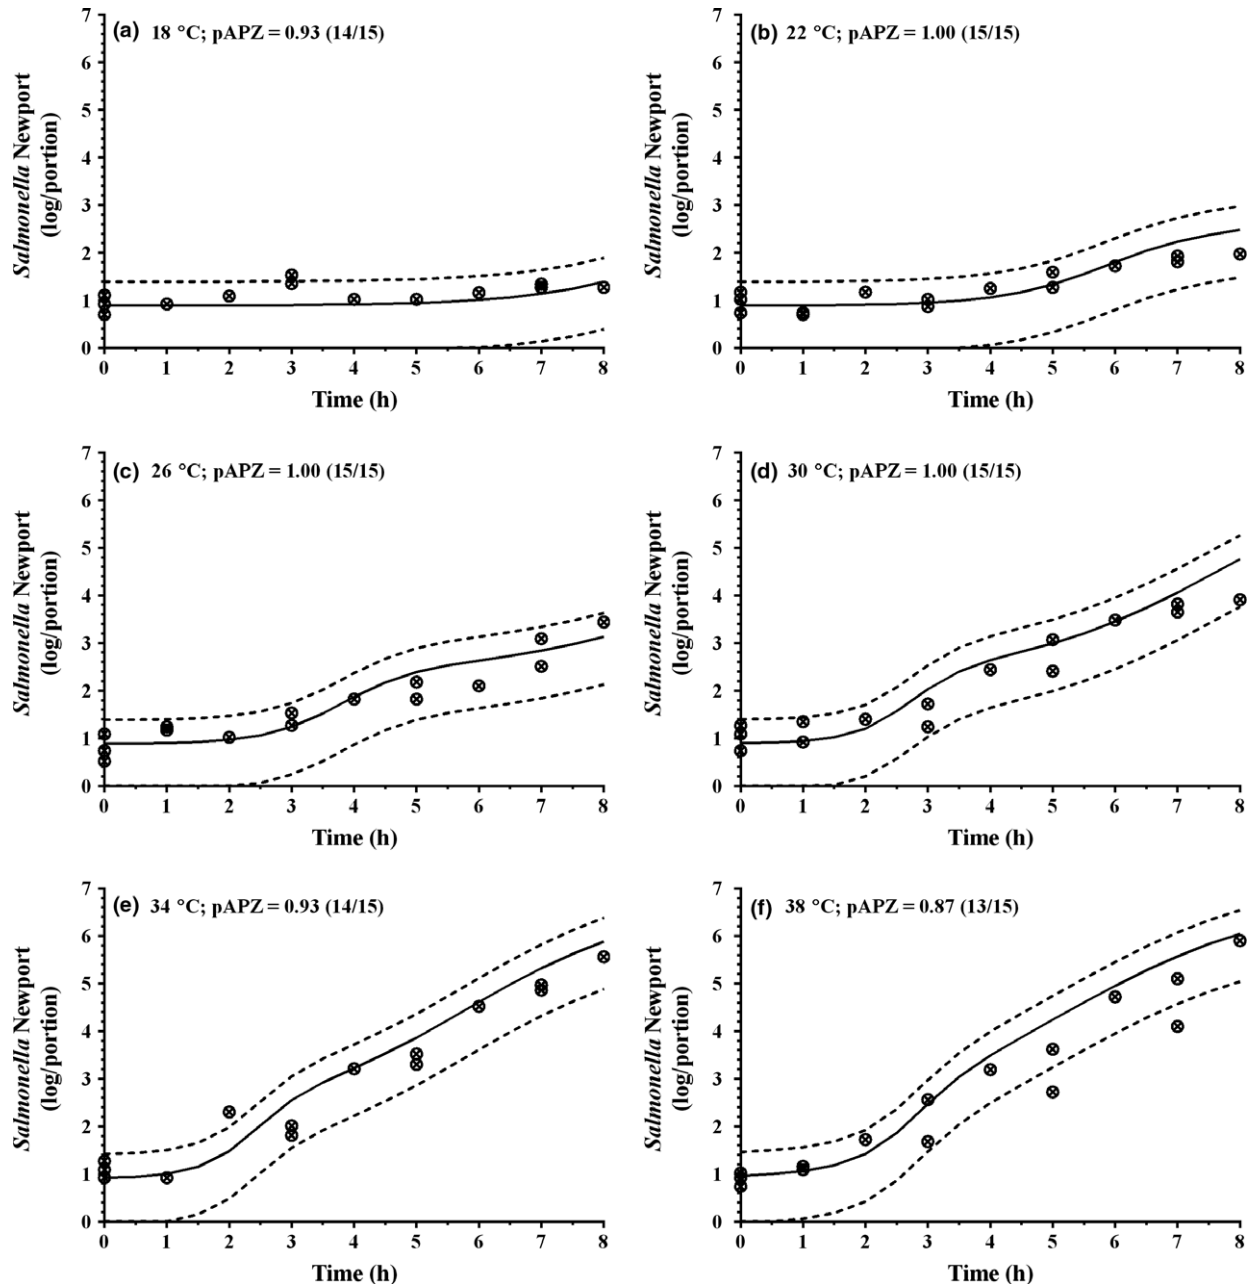 (a) 18 °C; pAPZ = 0.93 (14/15)
Salmonella Newport
(log/portion)
7
6
5
4
3
2
1
0
0 1 2 3 4 5 6 7 8
Time (h)
(b) 22 °C; pAPZ = 1.00 (15/15)
Salmonella Newport
(log/portion)
7
6
5
4
3
2
1
0
0 1 2 3 4 5 6 7 8
Time (h)
(c) 26 °C; pAPZ = 1.00 (15/15)
Salmonella Newport
(log/portion)
7
6
5
4
3
2
1
0
0 1 2 3 4 5 6 7 8
Time (h)
(d) 30 °C; pAPZ = 1.00 (15/15)
Salmonella Newport
(log/portion)
7
6
5
4
3
2
1
0
0 1 2 3 4 5 6 7 8
Time (h)
(e) 34 °C; pAPZ = 0.93 (14/15)
Salmonella Newport
(log/portion)
7
6
5
4
3
2
1
0
0 1 2 3 4 5 6 7 8
Time (h)
(f) 38 °C; pAPZ = 0.87 (13/15)
Salmonella Newport
(log/portion)
7
6
5
4
3
2
1
0
0 1 2 3 4 5 6 7 8
Time (h)